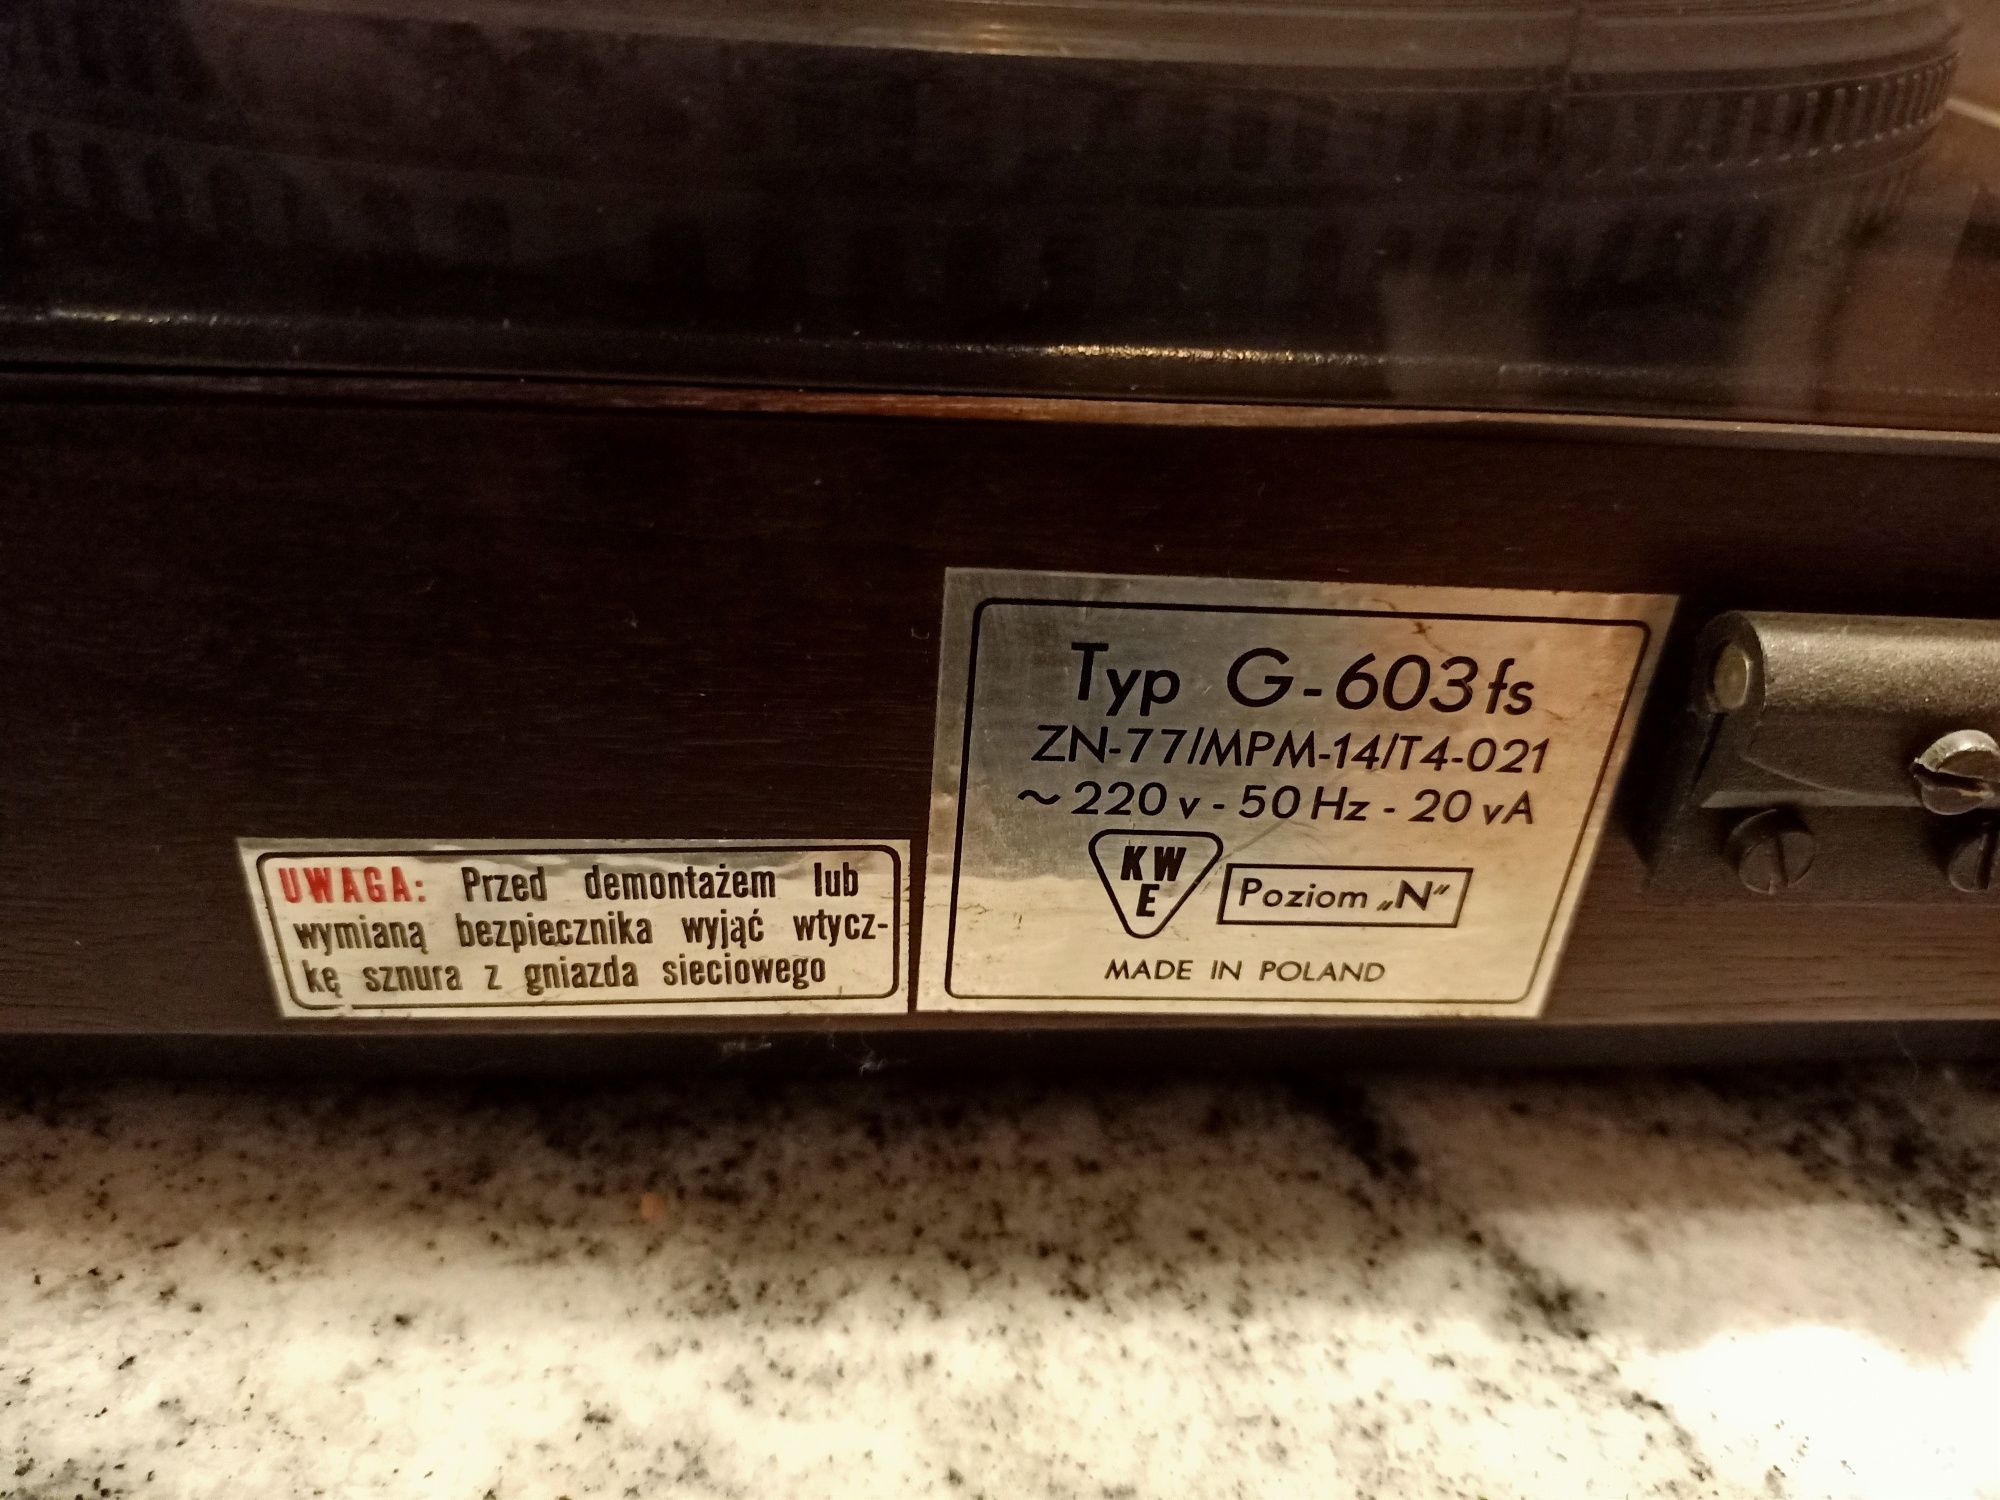 UWAGA: Przed demontażem lub
wymianą bezpiecznika wyjąć wtycz-
kę sznura z gniazda sieciowego
Typ G-603fs
ZN-77/MPM-14/T4-021
~220 v - 50 Hz - 20 vA
KW
E
Poziom „N”
MADE IN POLAND